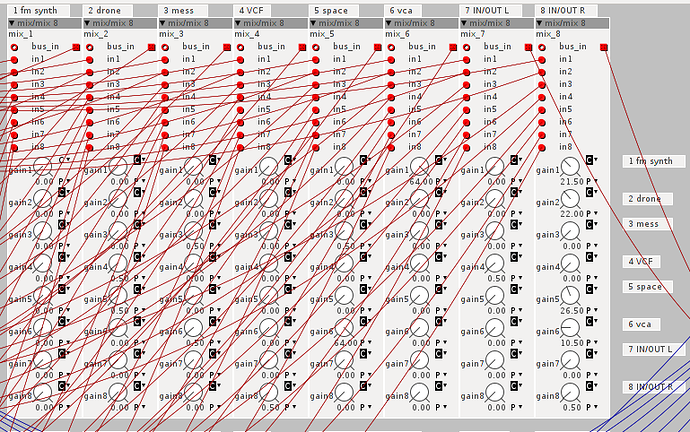 1 fm synth 2 drone 3 mess 4 VCF 5 space 6 vca 7 IN/OUT L 8 IN/OUT R
mix/mix 8 mix/mix 8 mix/mix 8 mix/mix 8 mix/mix 8 mix/mix 8 mix/mix 8 mix/mix 8
mix_1 mix_2 mix_3 mix_4 mix_5 mix_6 mix_7 mix_8
bus_in bus_in bus_in bus_in bus_in bus_in bus_in bus_in
in1 in1 in1 in1 in1 in1 in1 in1
in2 in2 in2 in2 in2 in2 in2 in2
in3 in3 in3 in3 in3 in3 in3 in3
in4 in4 in4 in4 in4 in4 in4 in4
in5 in5 in5 in5 in5 in5 in5 in5
in6 in6 in6 in6 in6 in6 in6 in6
in7 in7 in7 in7 in7 in7 in7 in7
in8 in8 in8 in8 in8 in8 in8 in8
gain1 gain1 gain1 gain1 gain1 gain1 gain1 gain1 1 fm synth
0.00 P 0.00 P 0.00 P 0.00 P 0.00 P 64.00 P 0.00 P 21.50 P
gain2 gain2 gain2 gain2 gain2 gain2 gain2 gain2 2 drone
0.00 P 0.00 P 0.00 P 0.00 P 0.00 P 0.00 P 0.00 P 22.00 P
gain3 gain3 gain3 gain3 gain3 gain3 gain3 gain3 3 mess
0.00 P 0.00 P 0.50 P 0.00 P 0.50 P 0.00 P 0.00 P 0.00 P
gain4 gain4 gain4 gain4 gain4 gain4 gain4 gain4 4 VCF
0.00 P 0.50 P 0.00 P 0.00 P 0.00 P 0.00 P 0.50 P 0.00 P
gain5 gain5 gain5 gain5 gain5 gain5 gain5 gain5 5 space
0.00 P 0.50 P 0.00 P 0.00 P 0.00 P 0.00 P 0.00 P 26.50 P
gain6 gain6 gain6 gain6 gain6 gain6 gain6 gain6 6 vca
0.00 P 0.00 P 0.50 P 0.00 P 64.00 P 0.00 P 0.00 P 10.50 P
gain7 gain7 gain7 gain7 gain7 gain7 gain7 gain7 7 IN/OUT L
0.00 P 0.00 P 0.00 P 0.00 P 0.00 P 0.00 P 0.00 P 0.00 P
gain8 gain8 gain8 gain8 gain8 gain8 gain8 gain8 8 IN/OUT R
0.00 P 0.00 P 0.00 P 0.50 P 0.00 P 0.00 P 0.00 P 0.50 P